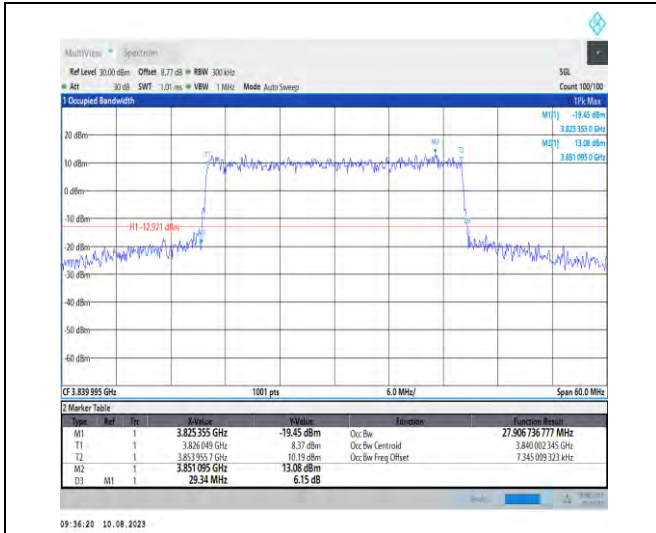 MultiView Spectrum
Ref Level 30.00 dBm Offset 8.77 dB RBW 300 kHz SGL
Att 30 dB SWT 1.01 ms VBW 1 MHz Mode Auto Sweep Count 100/100
1 Occupied Bandwidth 1Pk Max
M1[1] -19.45 dBm
3.825 355 0 GHz
M2[1] 13.08 dBm
3.851 095 0 GHz
20 dBm
M2
T1
T2
10 dBm
0 dBm
-10 dBm
H1 -12.921 dBm
-20 dBm
-30 dBm
-40 dBm
-50 dBm
-60 dBm
CF 3.839 995 GHz 1001 pts 6.0 MHz/ Span 60.0 MHz
2 Marker Table
Type Ref Trc X-Value Y-Value Function Function Result
M1 1 3.825 355 GHz -19.45 dBm Occ Bw 27.906 736 777 MHz
T1 1 3.826 049 GHz 8.37 dBm Occ Bw Centroid 3.840 002 345 GHz
T2 1 3.853 955 7 GHz 10.19 dBm Occ Bw Freq Offset 7.345 009 323 kHz
M2 1 3.851 095 GHz 13.08 dBm
D3 M1 1 29.34 MHz 6.15 dB
09:36:20 10.08.2023